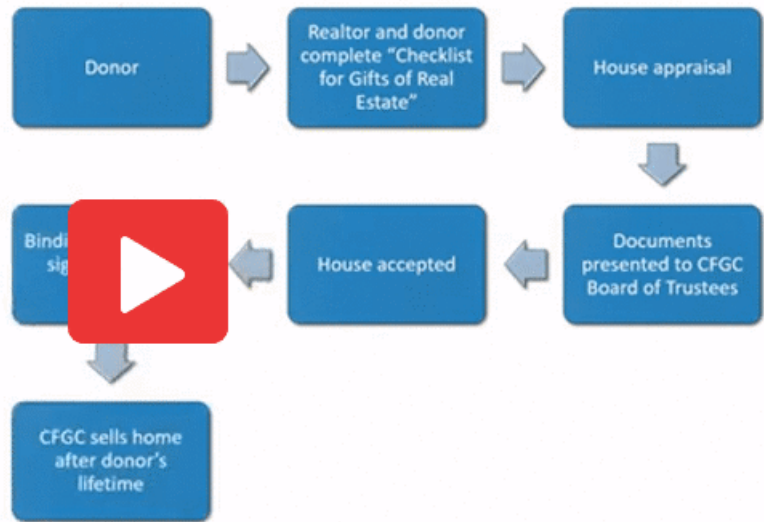 Donor
Realtor and donor
complete “Checklist
for Gifts of Real
Estate”
House appraisal
Documents
presented to CFGC
Board of Trustees
House accepted
CFGC sells home
after donor’s
lifetime